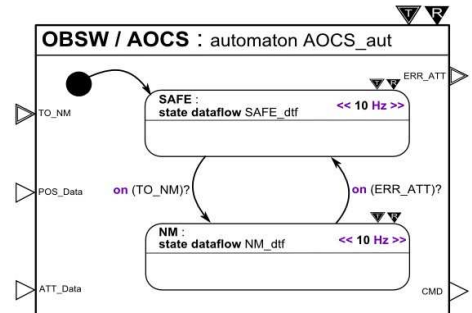 T R
OBSW / AOCS : automaton AOCS_aut
ERR_ATT
SAFE :
state dataflow SAFE_dtf
<< 10 Hz >>
T R
TO_NM
POS_Data
on (TO_NM)?
on (ERR_ATT)?
NM :
state dataflow NM_dtf
<< 10 Hz >>
T R
ATT_Data
CMD